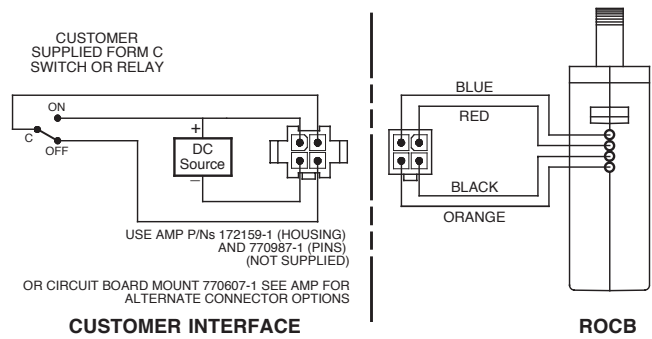 CUSTOMER
SUPPLIED FORM C
SWITCH OR RELAY
ON
C
OFF
+
DC
Source
–
USE AMP P/Ns 172159-1 (HOUSING)
AND 770987-1 (PINS)
(NOT SUPPLIED)
OR CIRCUIT BOARD MOUNT 770607-1 SEE AMP FOR
ALTERNATE CONNECTOR OPTIONS
CUSTOMER INTERFACE
BLUE
RED
BLACK
ORANGE
ROCB